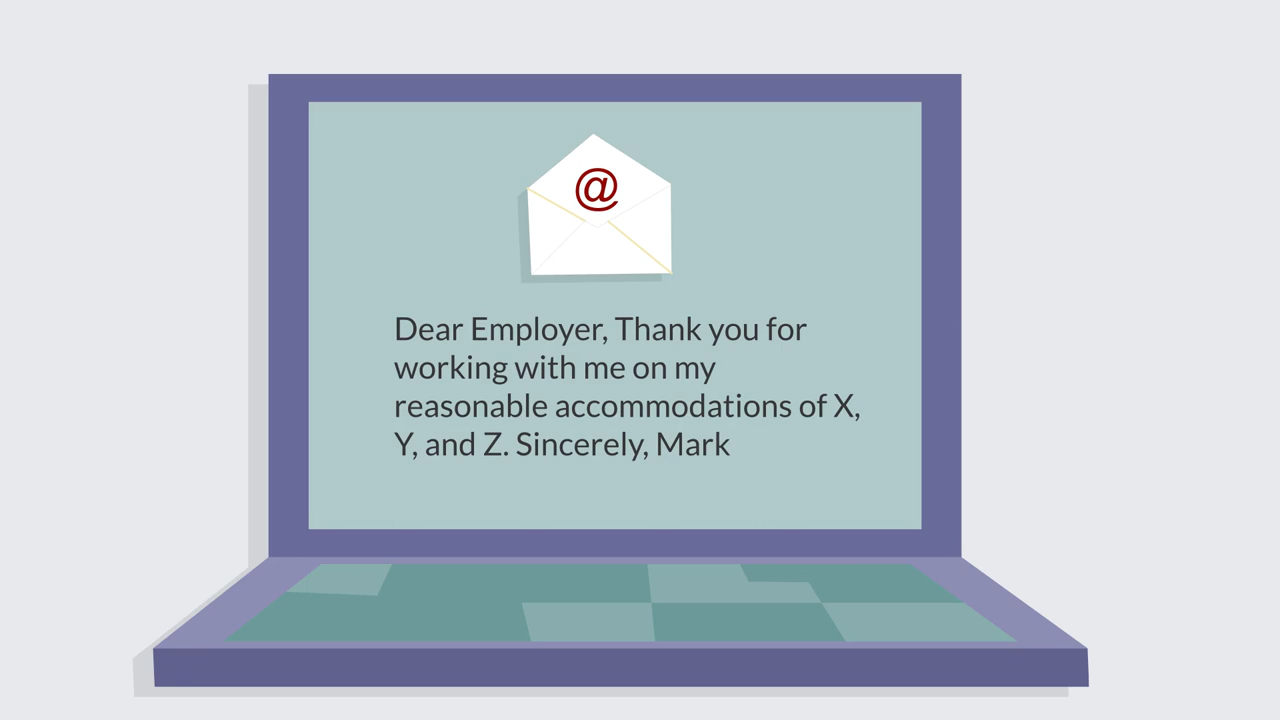 @
Dear Employer, Thank you for
working with me on my
reasonable accommodations of X,
Y, and Z. Sincerely, Mark